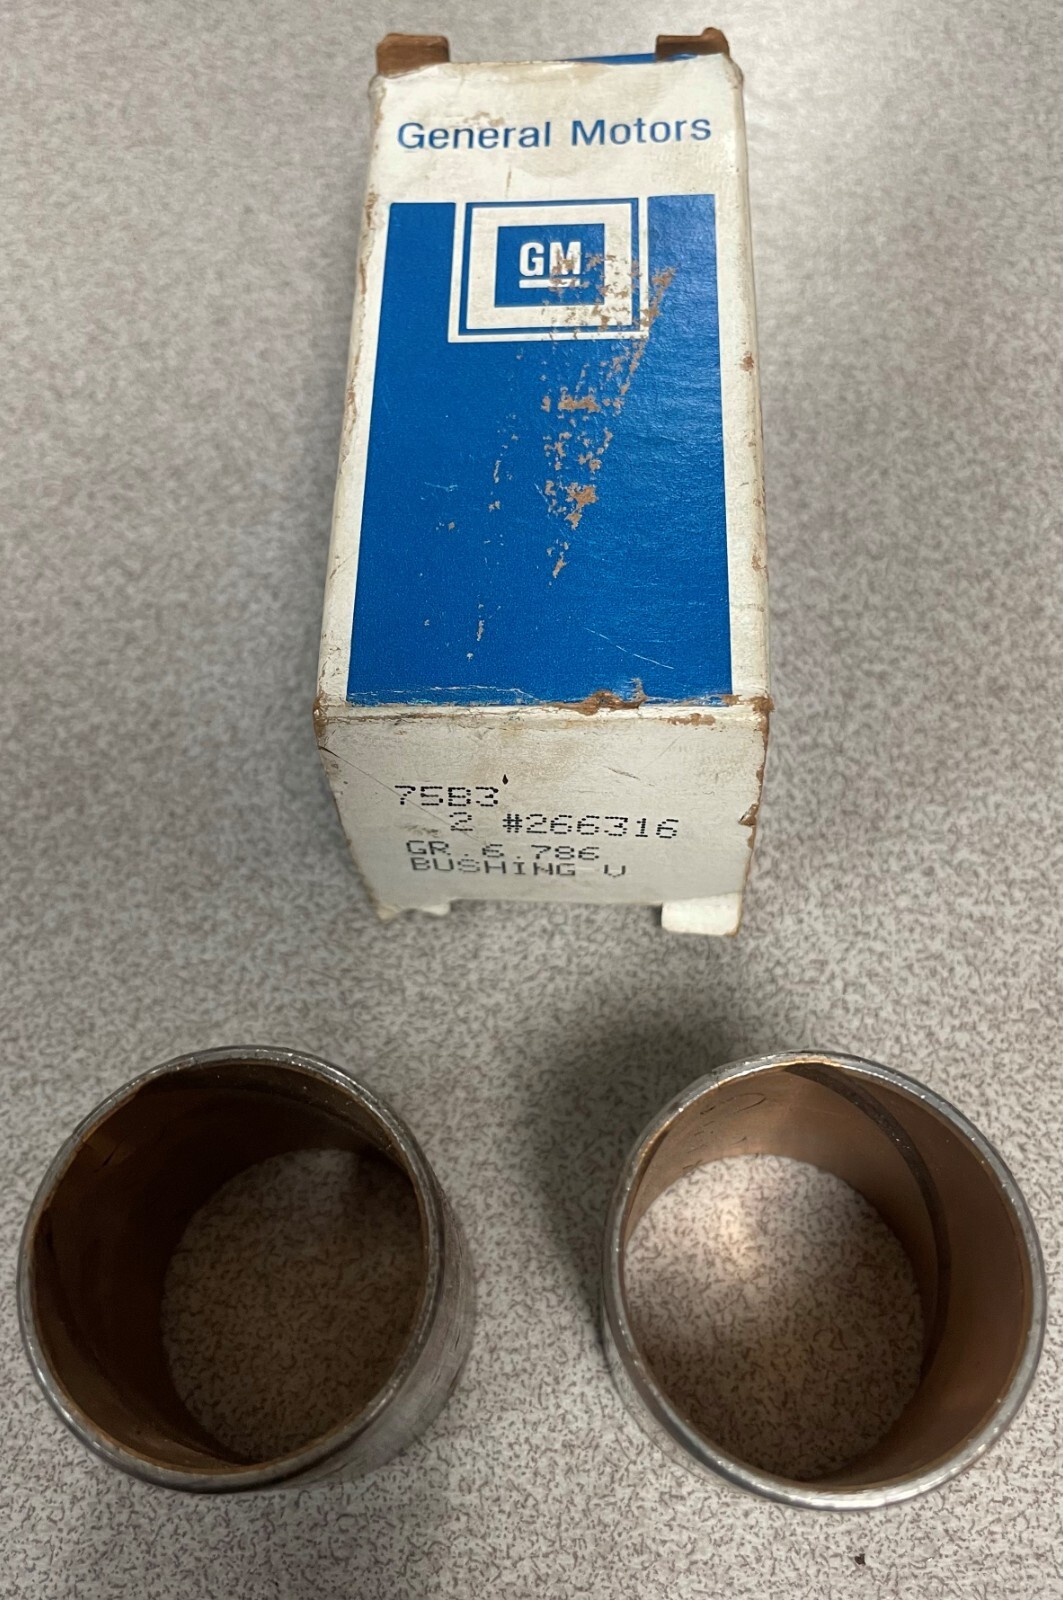 General Motors
GM
75B3
2 #266316
GR.6.786
BUSHING V